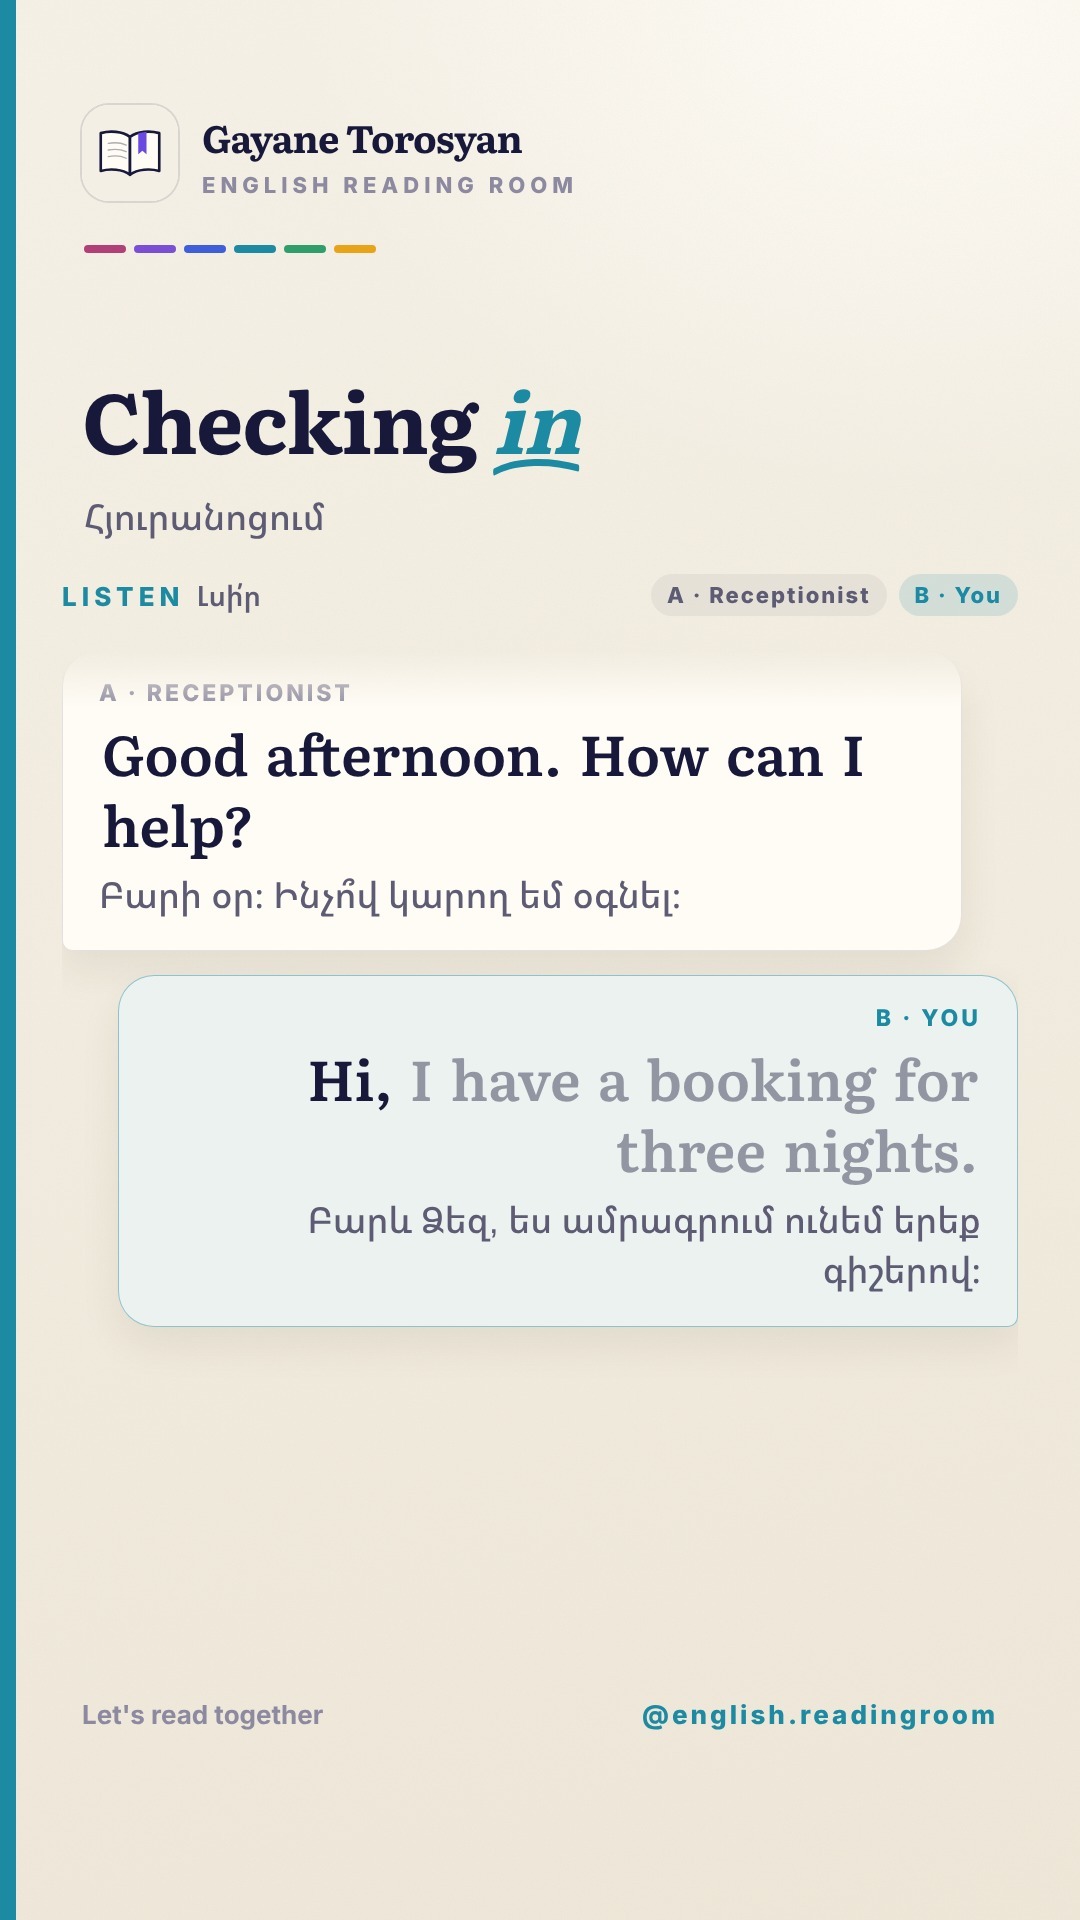 Gayane Torosyan
ENGLISH READING ROOM
Checking in
Հյուրանոցում
LISTEN Լսի՛ր
A · Receptionist B · You
A · RECEPTIONIST
Good afternoon. How can I
help?
Բարի օր: Ինչո՞վ կարող եմ օգնել:
B · YOU
Hi, I have a booking for
three nights.
Բարև Ձեզ, ես ամրագրում ունեմ երեք
գիշերով:
Let's read together
@english.readingroom